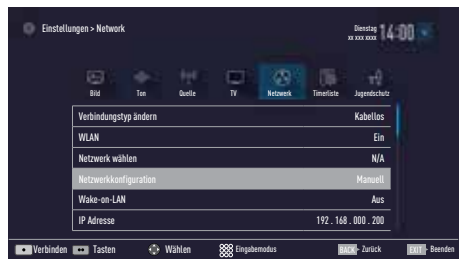 Einstellungen > Network
Dienstag
xx xxx xxxx
14:00
Bild Ton Quelle TV Netzwerk Timerliste Jugendschutz
Verbindungstyp ändern Kabellos
WLAN Ein
Netzwerk wählen N/A
Netzwerkkonfiguration Manuell
Wake-on-LAN Aus
IP Adresse 192 . 168 . 000 . 200
Verbinden Tasten Wählen Eingabemodus BACK - Zurück EXIT - Beenden